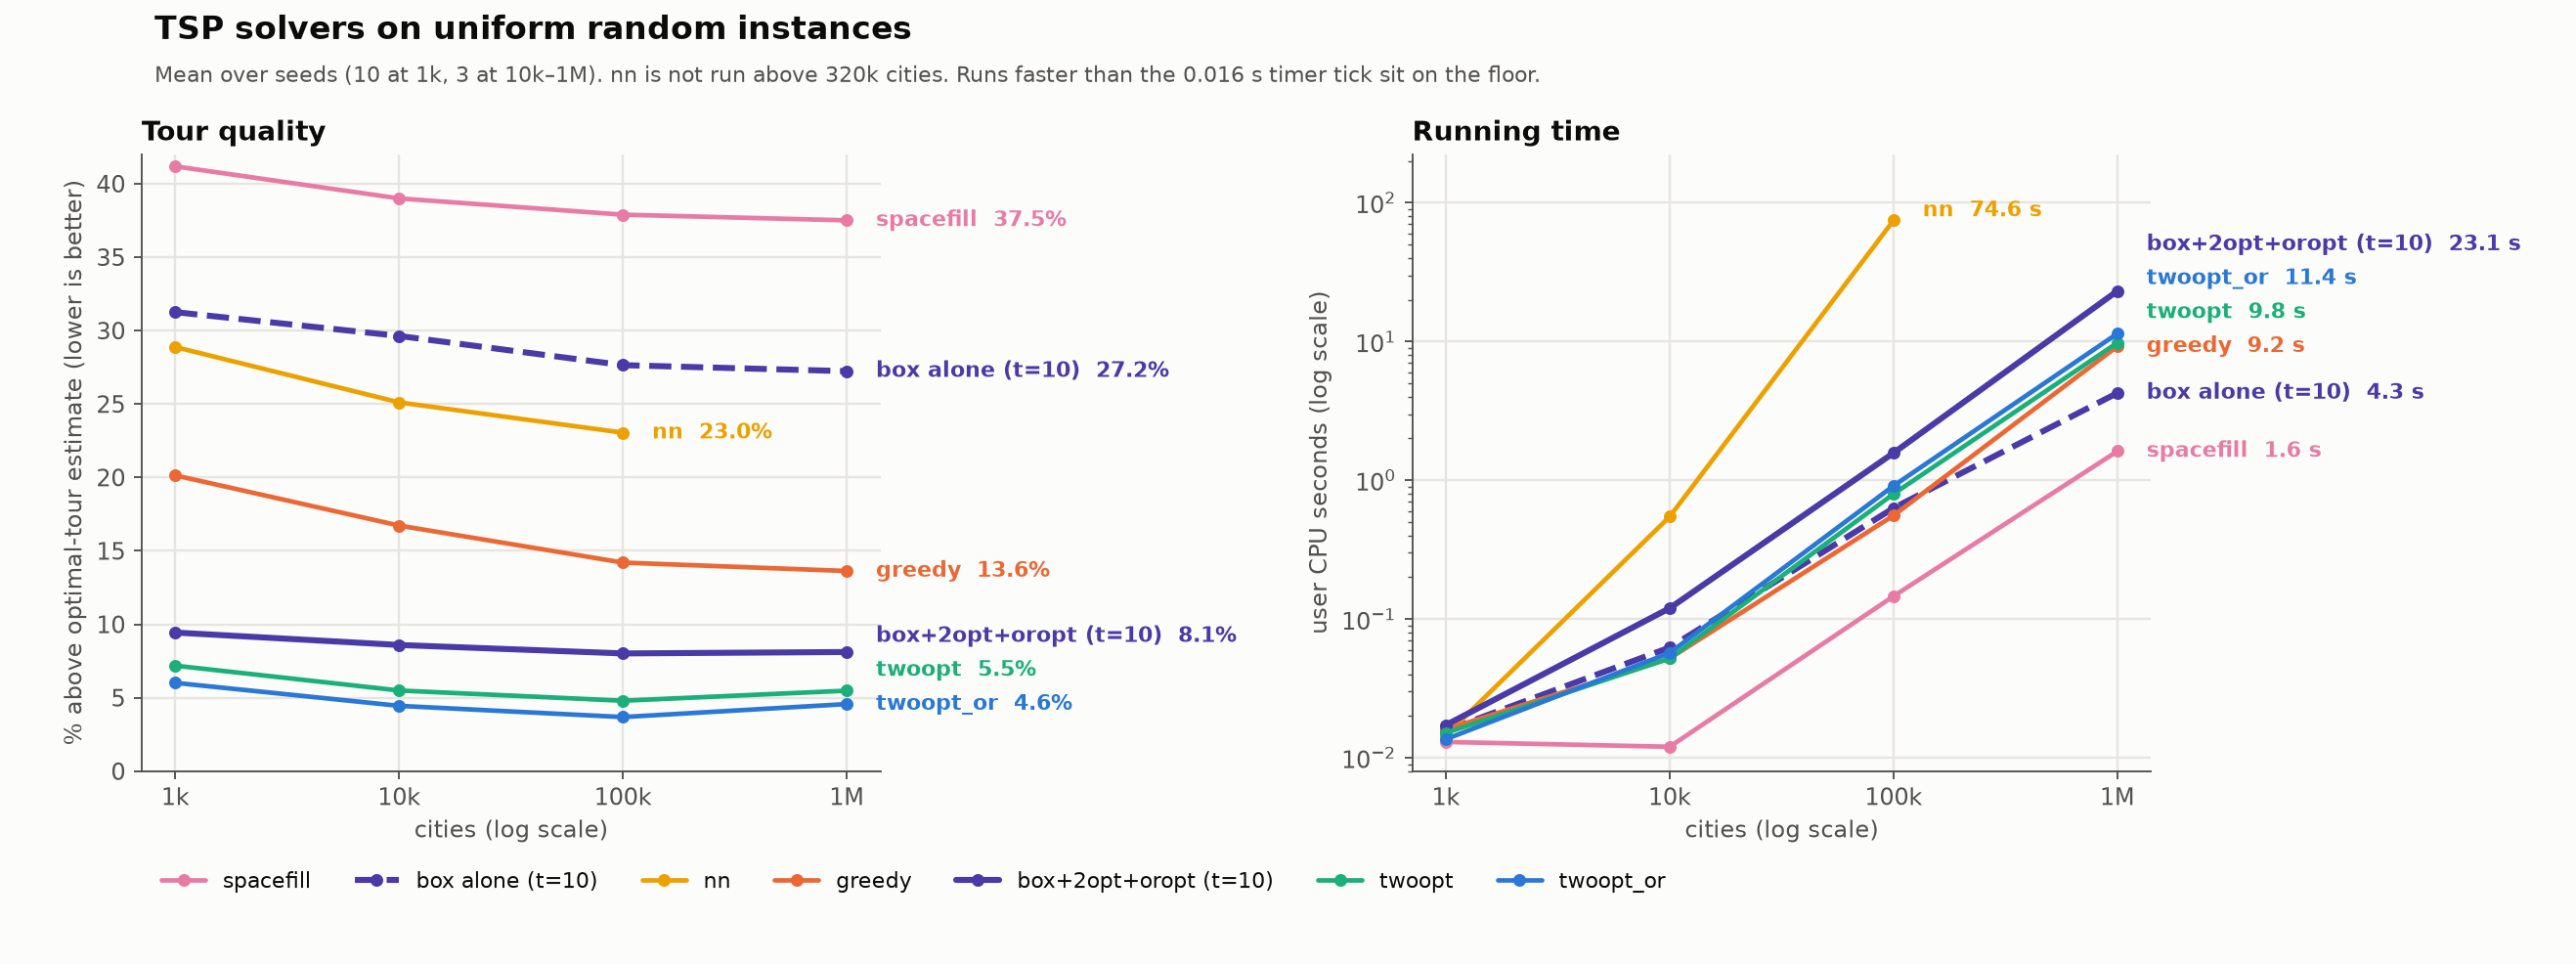 TSP solvers on uniform random instances
Mean over seeds (10 at 1k, 3 at 10k–1M). nn is not run above 320k cities. Runs faster than the 0.016 s timer tick sit on the floor.
Tour quality
% above optimal-tour estimate (lower is better)
40
35
30
25
20
15
10
5
0
1k
10k
100k
1M
cities (log scale)
spacefill 37.5%
box alone (t=10) 27.2%
nn 23.0%
greedy 13.6%
box+2opt+oropt (t=10) 8.1%
twoopt 5.5%
twoopt_or 4.6%
Running time
user CPU seconds (log scale)
10²
10¹
10⁰
10⁻¹
10⁻²
1k
10k
100k
1M
cities (log scale)
nn 74.6 s
box+2opt+oropt (t=10) 23.1 s
twoopt_or 11.4 s
twoopt 9.8 s
greedy 9.2 s
box alone (t=10) 4.3 s
spacefill 1.6 s
spacefill
box alone (t=10)
nn
greedy
box+2opt+oropt (t=10)
twoopt
twoopt_or